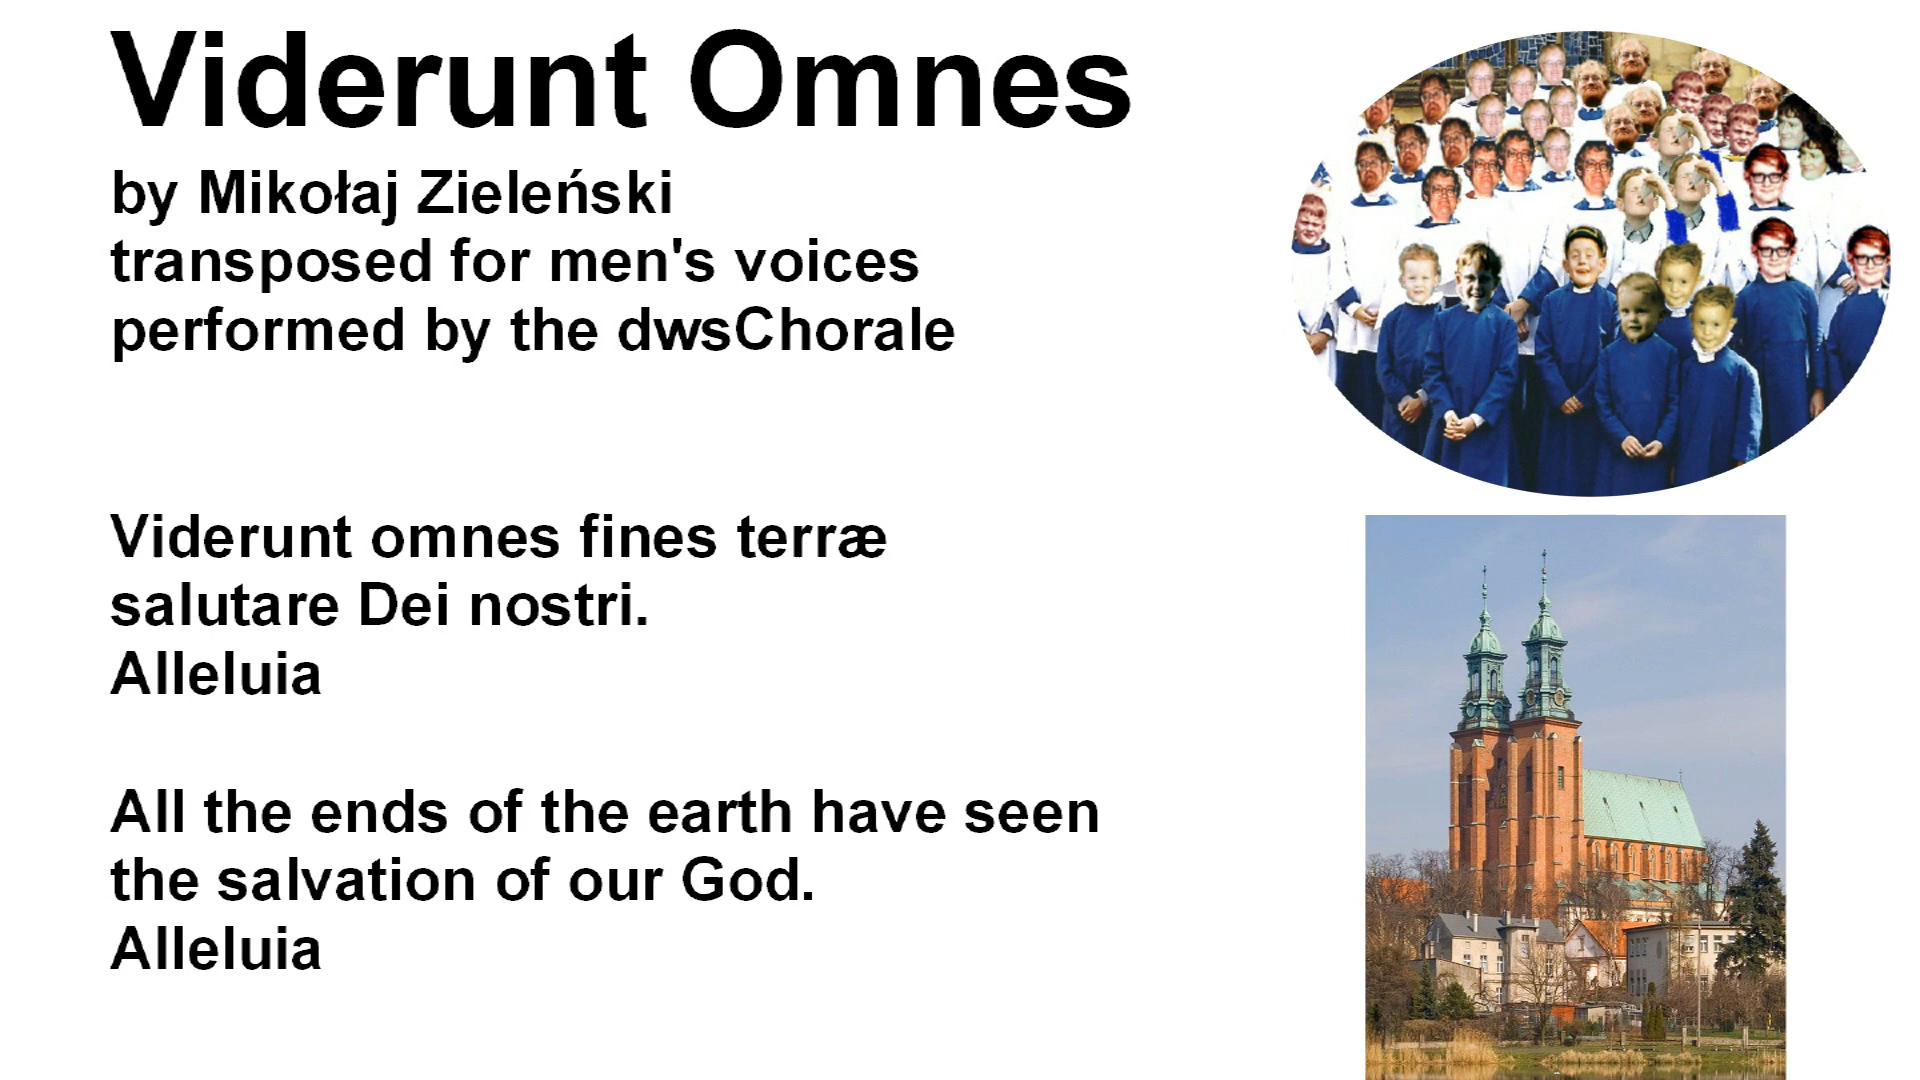 Viderunt Omnes
by Mikołaj Zieleński
transposed for men's voices
performed by the dwsChorale
Viderunt omnes fines terræ
salutare Dei nostri.
Alleluia
All the ends of the earth have seen
the salvation of our God.
Alleluia